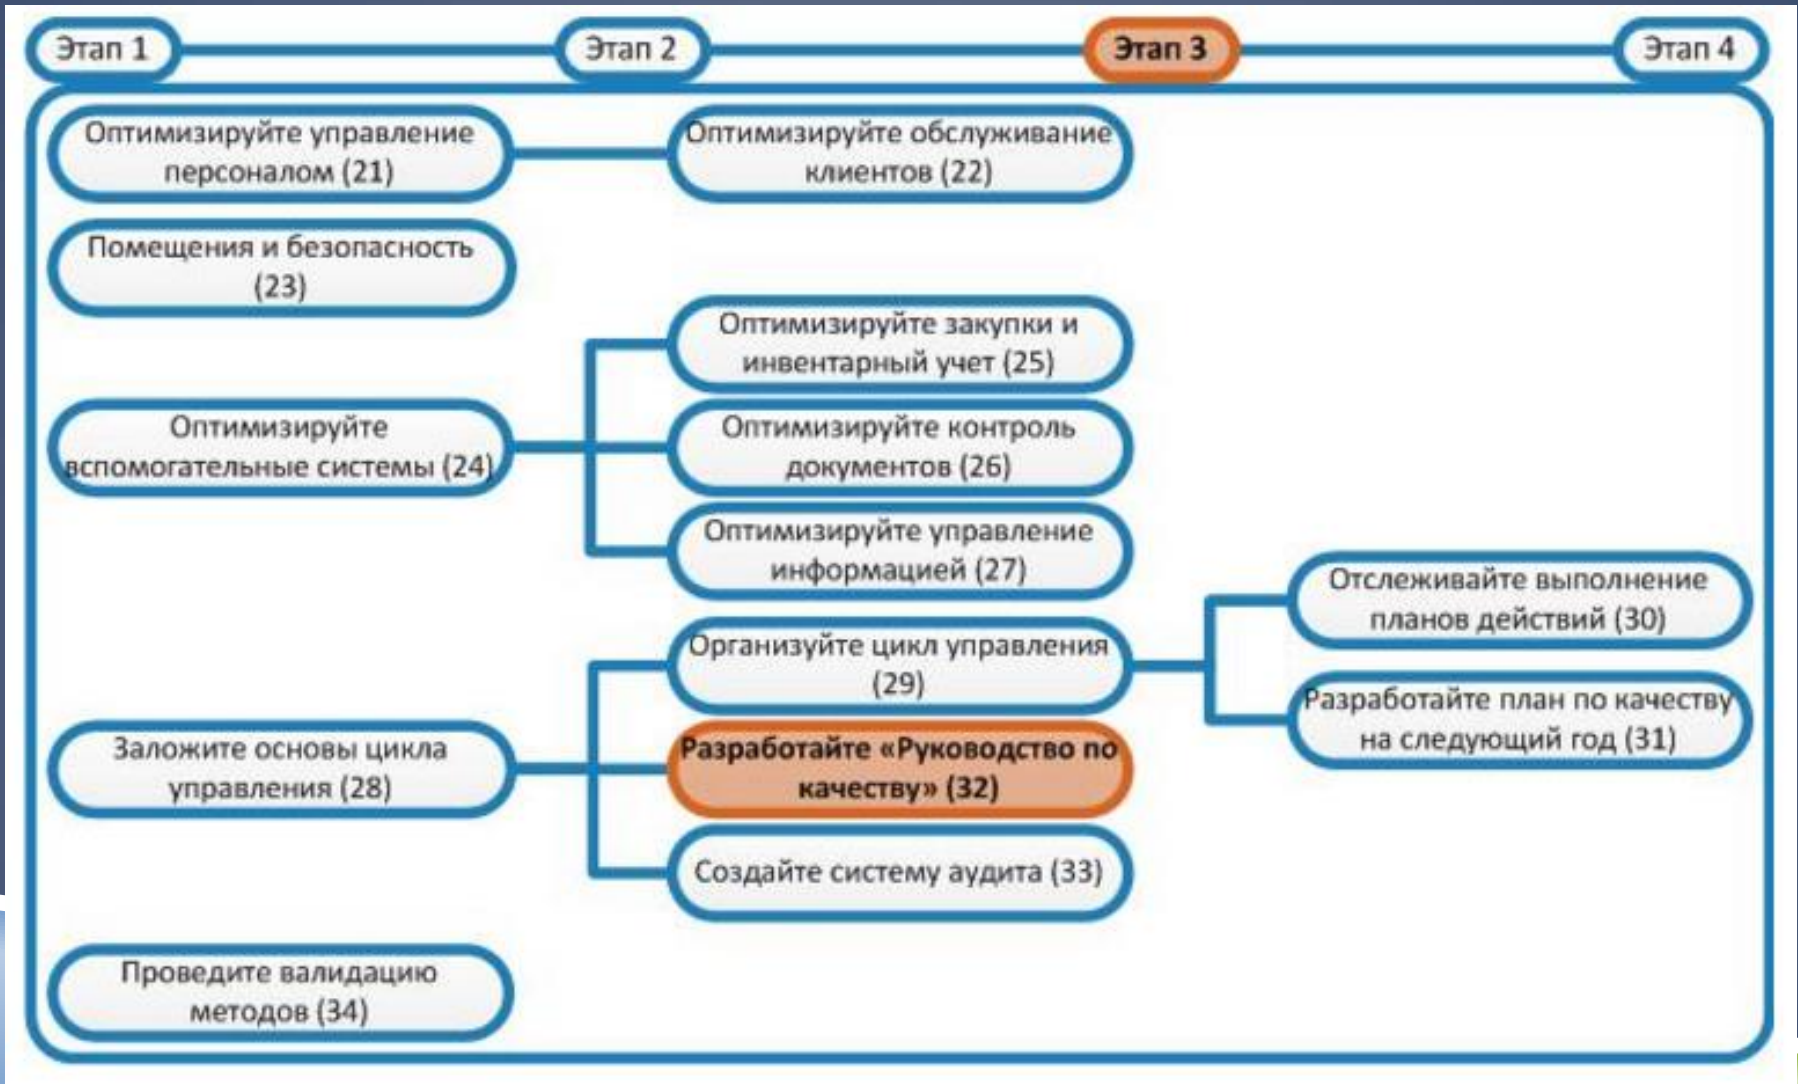 Этап 1
Этап 2
Этап 3
Этап 4
Оптимизируйте управление
персоналом (21)
Оптимизируйте обслуживание
клиентов (22)
Помещения и безопасность
(23)
Оптимизируйте закупки и
инвентарный учет (25)
Оптимизируйте
вспомогательные системы (24)
Оптимизируйте контроль
документов (26)
Оптимизируйте управление
информацией (27)
Отслеживайте выполнение
планов действий (30)
Организуйте цикл управления
(29)
Разработайте план по качеству
на следующий год (31)
Заложите основы цикла
управления (28)
Разработайте «Руководство по
качеству» (32)
Создайте систему аудита (33)
Проведите валидацию
методов (34)